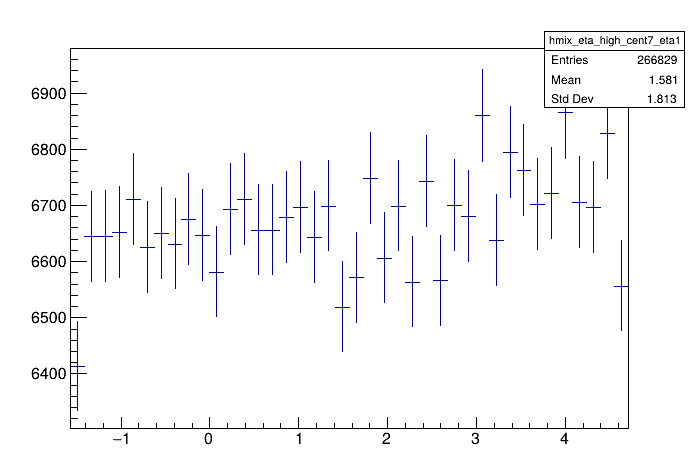 hmix_eta_high_cent7_eta1
Entries 266829
Mean 1.581
Std Dev 1.813
6900
6800
6700
6600
6500
6400
−1 0 1 2 3 4